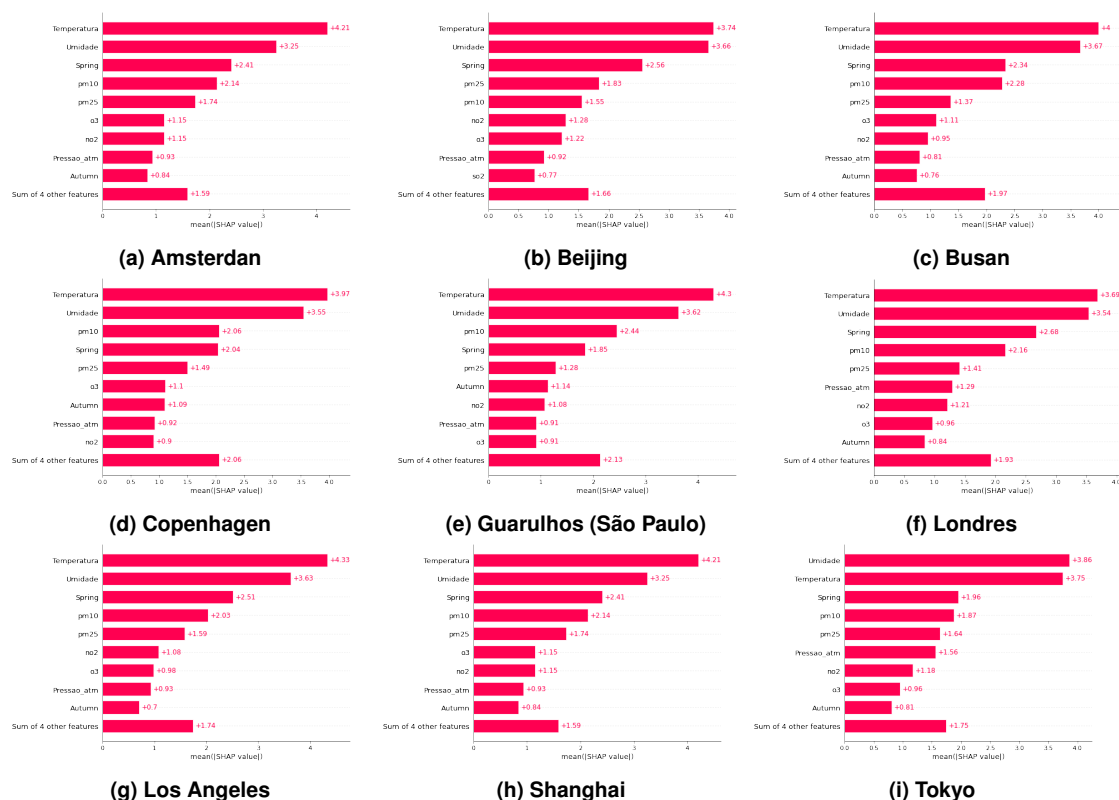 Temperatura +4.21
Umidade +3.25
Spring +2.41
pm10 +2.14
pm25 +1.74
o3 +1.15
no2 +1.15
Pressao_atm +0.93
Autumn +0.84
Sum of 4 other features +1.59
0 1 2 3 4
mean(|SHAP value|)
(a) Amsterdan
Temperatura +3.74
Umidade +3.66
Spring +2.56
pm25 +1.83
pm10 +1.55
no2 +1.28
o3 +1.22
Pressao_atm +0.92
so2 +0.77
Sum of 4 other features +1.66
0.0 0.5 1.0 1.5 2.0 2.5 3.0 3.5 4.0
mean(|SHAP value|)
(b) Beijing
Temperatura +4
Umidade +3.67
Spring +2.34
pm10 +2.28
pm25 +1.37
o3 +1.11
no2 +0.95
Pressao_atm +0.81
Autumn +0.76
Sum of 4 other features +1.97
0.0 0.5 1.0 1.5 2.0 2.5 3.0 3.5 4.0
mean(|SHAP value|)
(c) Busan
Temperatura +3.97
Umidade +3.55
pm10 +2.06
Spring +2.04
pm25 +1.49
o3 +1.1
Autumn +1.09
Pressao_atm +0.92
no2 +0.9
Sum of 4 other features +2.06
0.0 0.5 1.0 1.5 2.0 2.5 3.0 3.5 4.0
mean(|SHAP value|)
(d) Copenhagen
Temperatura +4.3
Umidade +3.62
pm10 +2.44
Spring +1.85
pm25 +1.28
Autumn +1.14
no2 +1.08
Pressao_atm +0.91
o3 +0.91
Sum of 4 other features +2.13
0 1 2 3 4
mean(|SHAP value|)
(e) Guarulhos (São Paulo)
Temperatura +3.69
Umidade +3.54
Spring +2.68
pm10 +2.16
pm25 +1.41
Pressao_atm +1.29
no2 +1.21
o3 +0.96
Autumn +0.84
Sum of 4 other features +1.93
0.0 0.5 1.0 1.5 2.0 2.5 3.0 3.5 4.0
mean(|SHAP value|)
(f) Londres
Temperatura +4.33
Umidade +3.63
Spring +2.51
pm10 +2.03
pm25 +1.59
no2 +1.08
o3 +0.98
Pressao_atm +0.93
Autumn +0.7
Sum of 4 other features +1.74
0 1 2 3 4
mean(|SHAP value|)
(g) Los Angeles
Temperatura +4.21
Umidade +3.25
Spring +2.41
pm10 +2.14
pm25 +1.74
o3 +1.15
no2 +1.15
Pressao_atm +0.93
Autumn +0.84
Sum of 4 other features +1.59
0 1 2 3 4
mean(|SHAP value|)
(h) Shanghai
Umidade +3.86
Temperatura +3.75
Spring +1.96
pm10 +1.87
pm25 +1.64
Pressao_atm +1.56
no2 +1.18
o3 +0.96
Autumn +0.81
Sum of 4 other features +1.75
0.0 0.5 1.0 1.5 2.0 2.5 3.0 3.5 4.0
mean(|SHAP value|)
(i) Tokyo